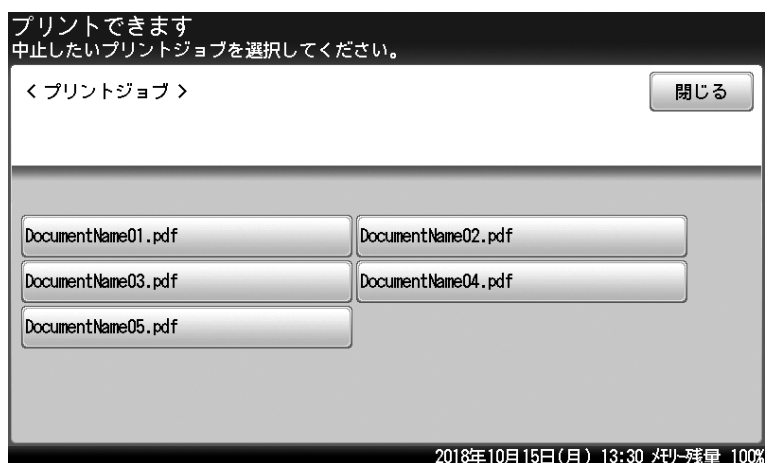 プリントできます
中止したいプリントジョブを選択してください。
< プリントジョブ >
閉じる
DocumentName01.pdf
DocumentName02.pdf
DocumentName03.pdf
DocumentName04.pdf
DocumentName05.pdf
2018年10月15日(月) 13:30 ﾒﾓﾘｰ残量 100%